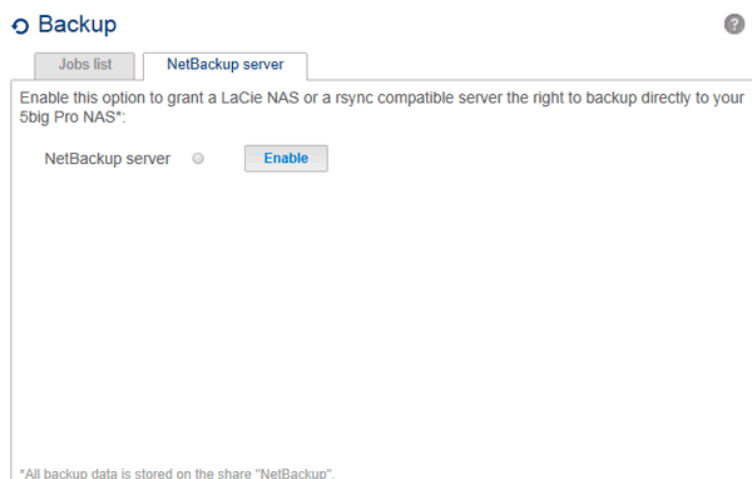 Backup
?
Jobs list
NetBackup server
Enable this option to grant a LaCie NAS or a rsync compatible server the right to backup directly to your
5big Pro NAS*:
NetBackup server
Enable
*All backup data is stored on the share "NetBackup".